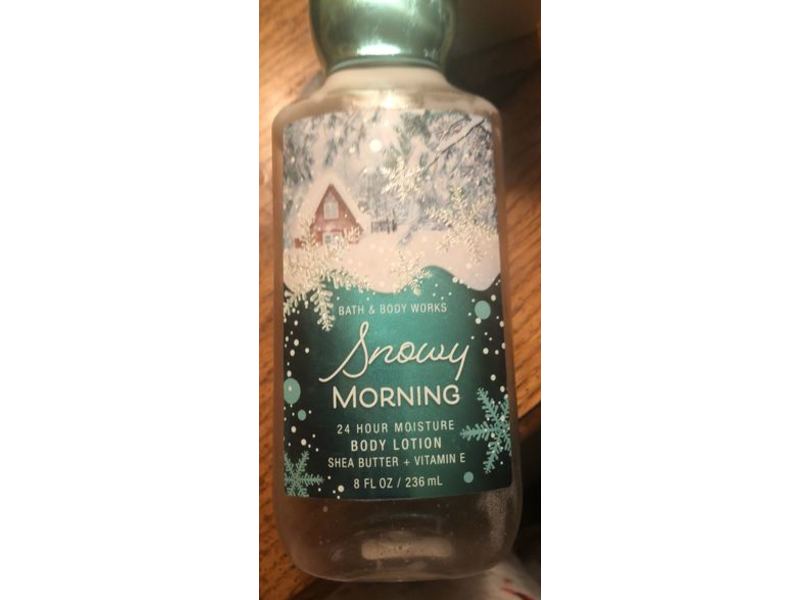 BATH & BODY WORKS
Snowy
MORNING
24 HOUR MOISTURE
BODY LOTION
SHEA BUTTER + VITAMIN E
8 FL OZ / 236 mL